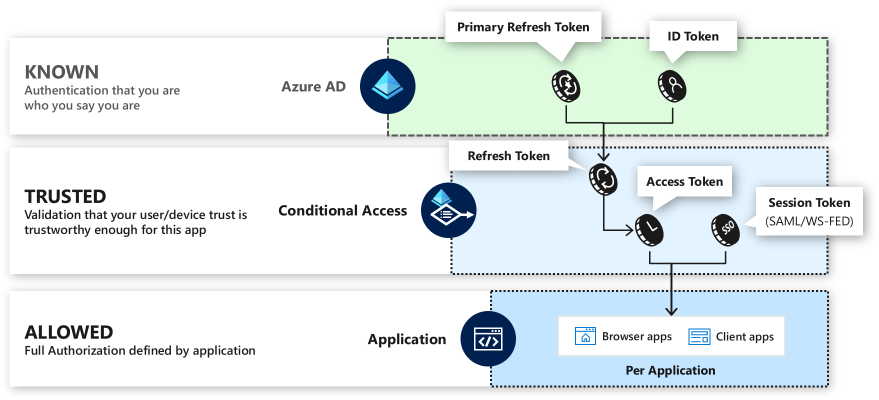 Primary Refresh Token
ID Token
KNOWN
Authentication that you are
who you say you are
Azure AD
Refresh Token
Access Token
TRUSTED
Validation that your user/device trust is
trustworthy enough for this app
Conditional Access
Session Token
(SAML/WS-FED)
SSO
ALLOWED
Full Authorization defined by application
Application
Browser apps
Client apps
Per Application